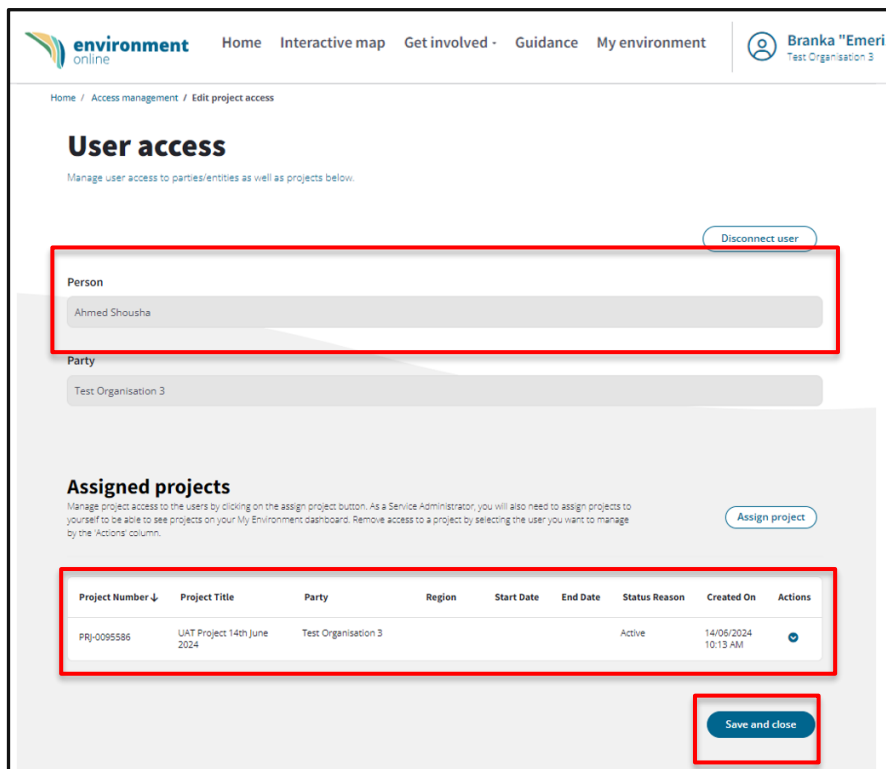 environment
online
Home Interactive map Get involved - Guidance My environment
Branka "Emeri
Test Organisation 3
Home / Access management / Edit project access
User access
Manage user access to parties/entities as well as projects below.
Disconnect user
Person
Ahmed Shousha
Party
Test Organisation 3
Assigned projects
Manage project access to the users by clicking on the assign project button. As a Service Administrator, you will also need to assign projects to
yourself to be able to see projects on your My Environment dashboard. Remove access to a project by selecting the user you want to manage
by the 'Actions' column.
Assign project
Project Number Project Title Party Region Start Date End Date Status Reason Created On Actions
PRJ-0095586 UAT Project 14th June 2024 Test Organisation 3 Active 14/06/2024 10:13 AM
Save and close